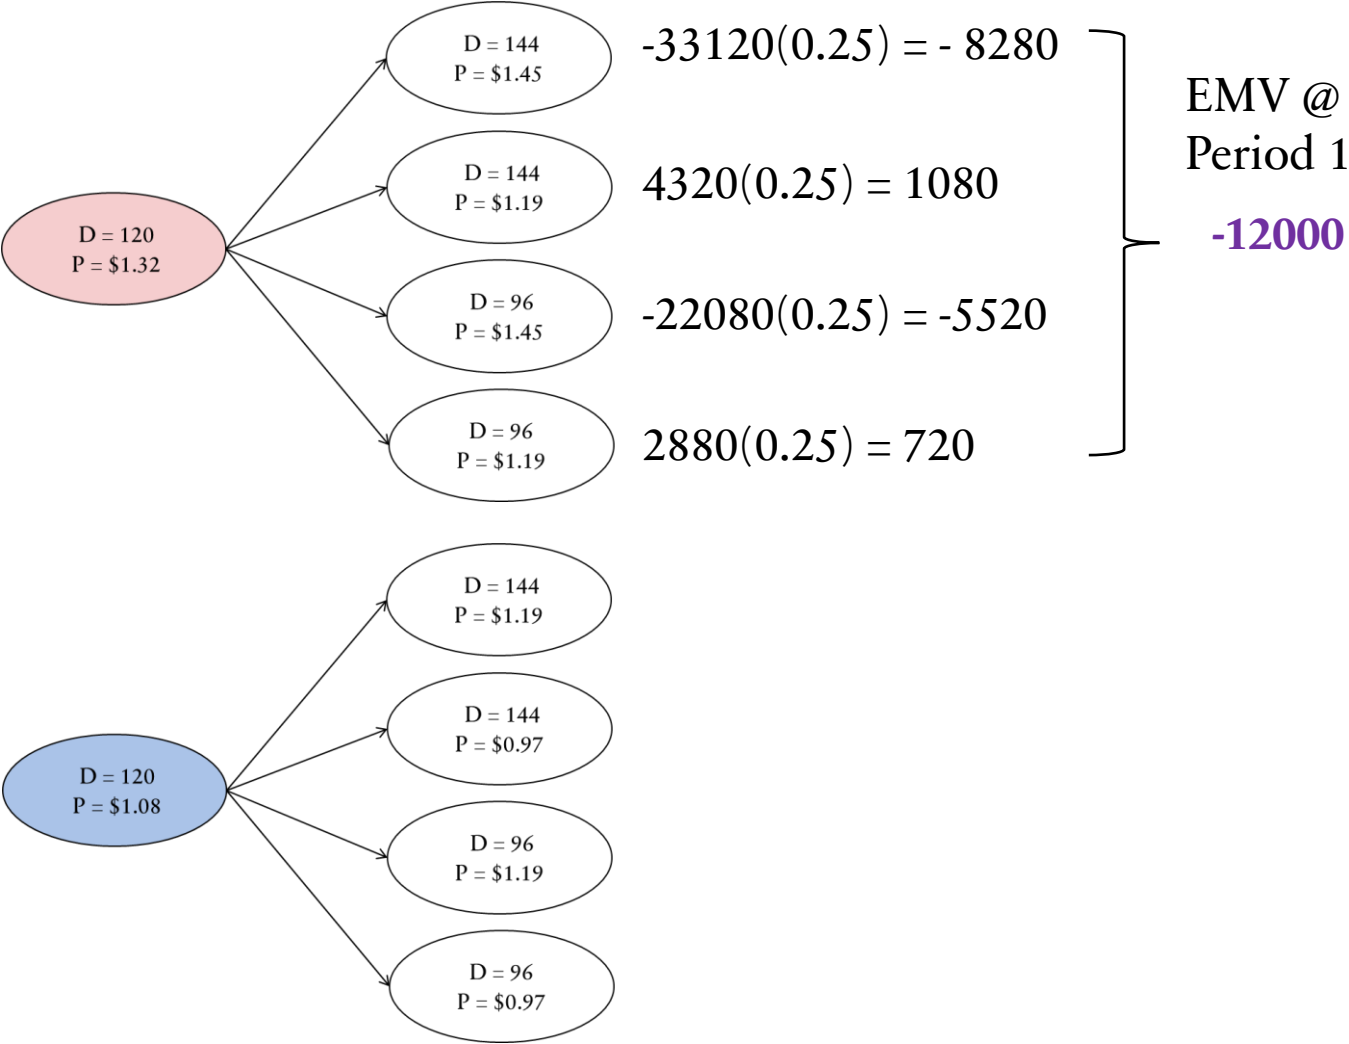 D = 144
P = $1.45
-33120(0.25) = - 8280
EMV @
Period 1
D = 144
P = $1.19
4320(0.25) = 1080
-12000
D = 120
P = $1.32
D = 96
P = $1.45
-22080(0.25) = -5520
D = 96
P = $1.19
2880(0.25) = 720
D = 144
P = $1.19
D = 144
P = $0.97
D = 120
P = $1.08
D = 96
P = $1.19
D = 96
P = $0.97